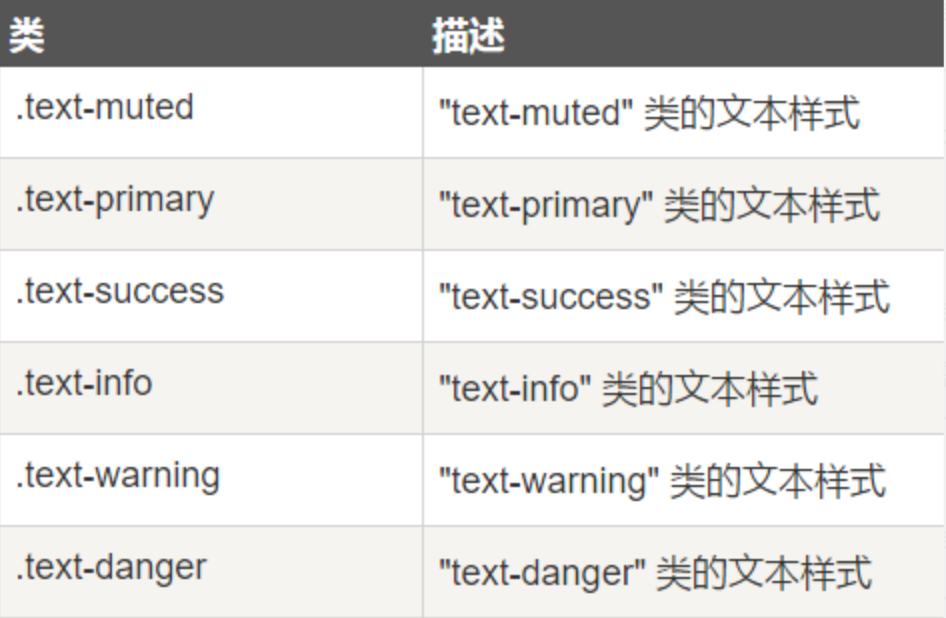 类 描述
.text-muted "text-muted" 类的文本样式
.text-primary "text-primary" 类的文本样式
.text-success "text-success" 类的文本样式
.text-info "text-info" 类的文本样式
.text-warning "text-warning" 类的文本样式
.text-danger "text-danger" 类的文本样式